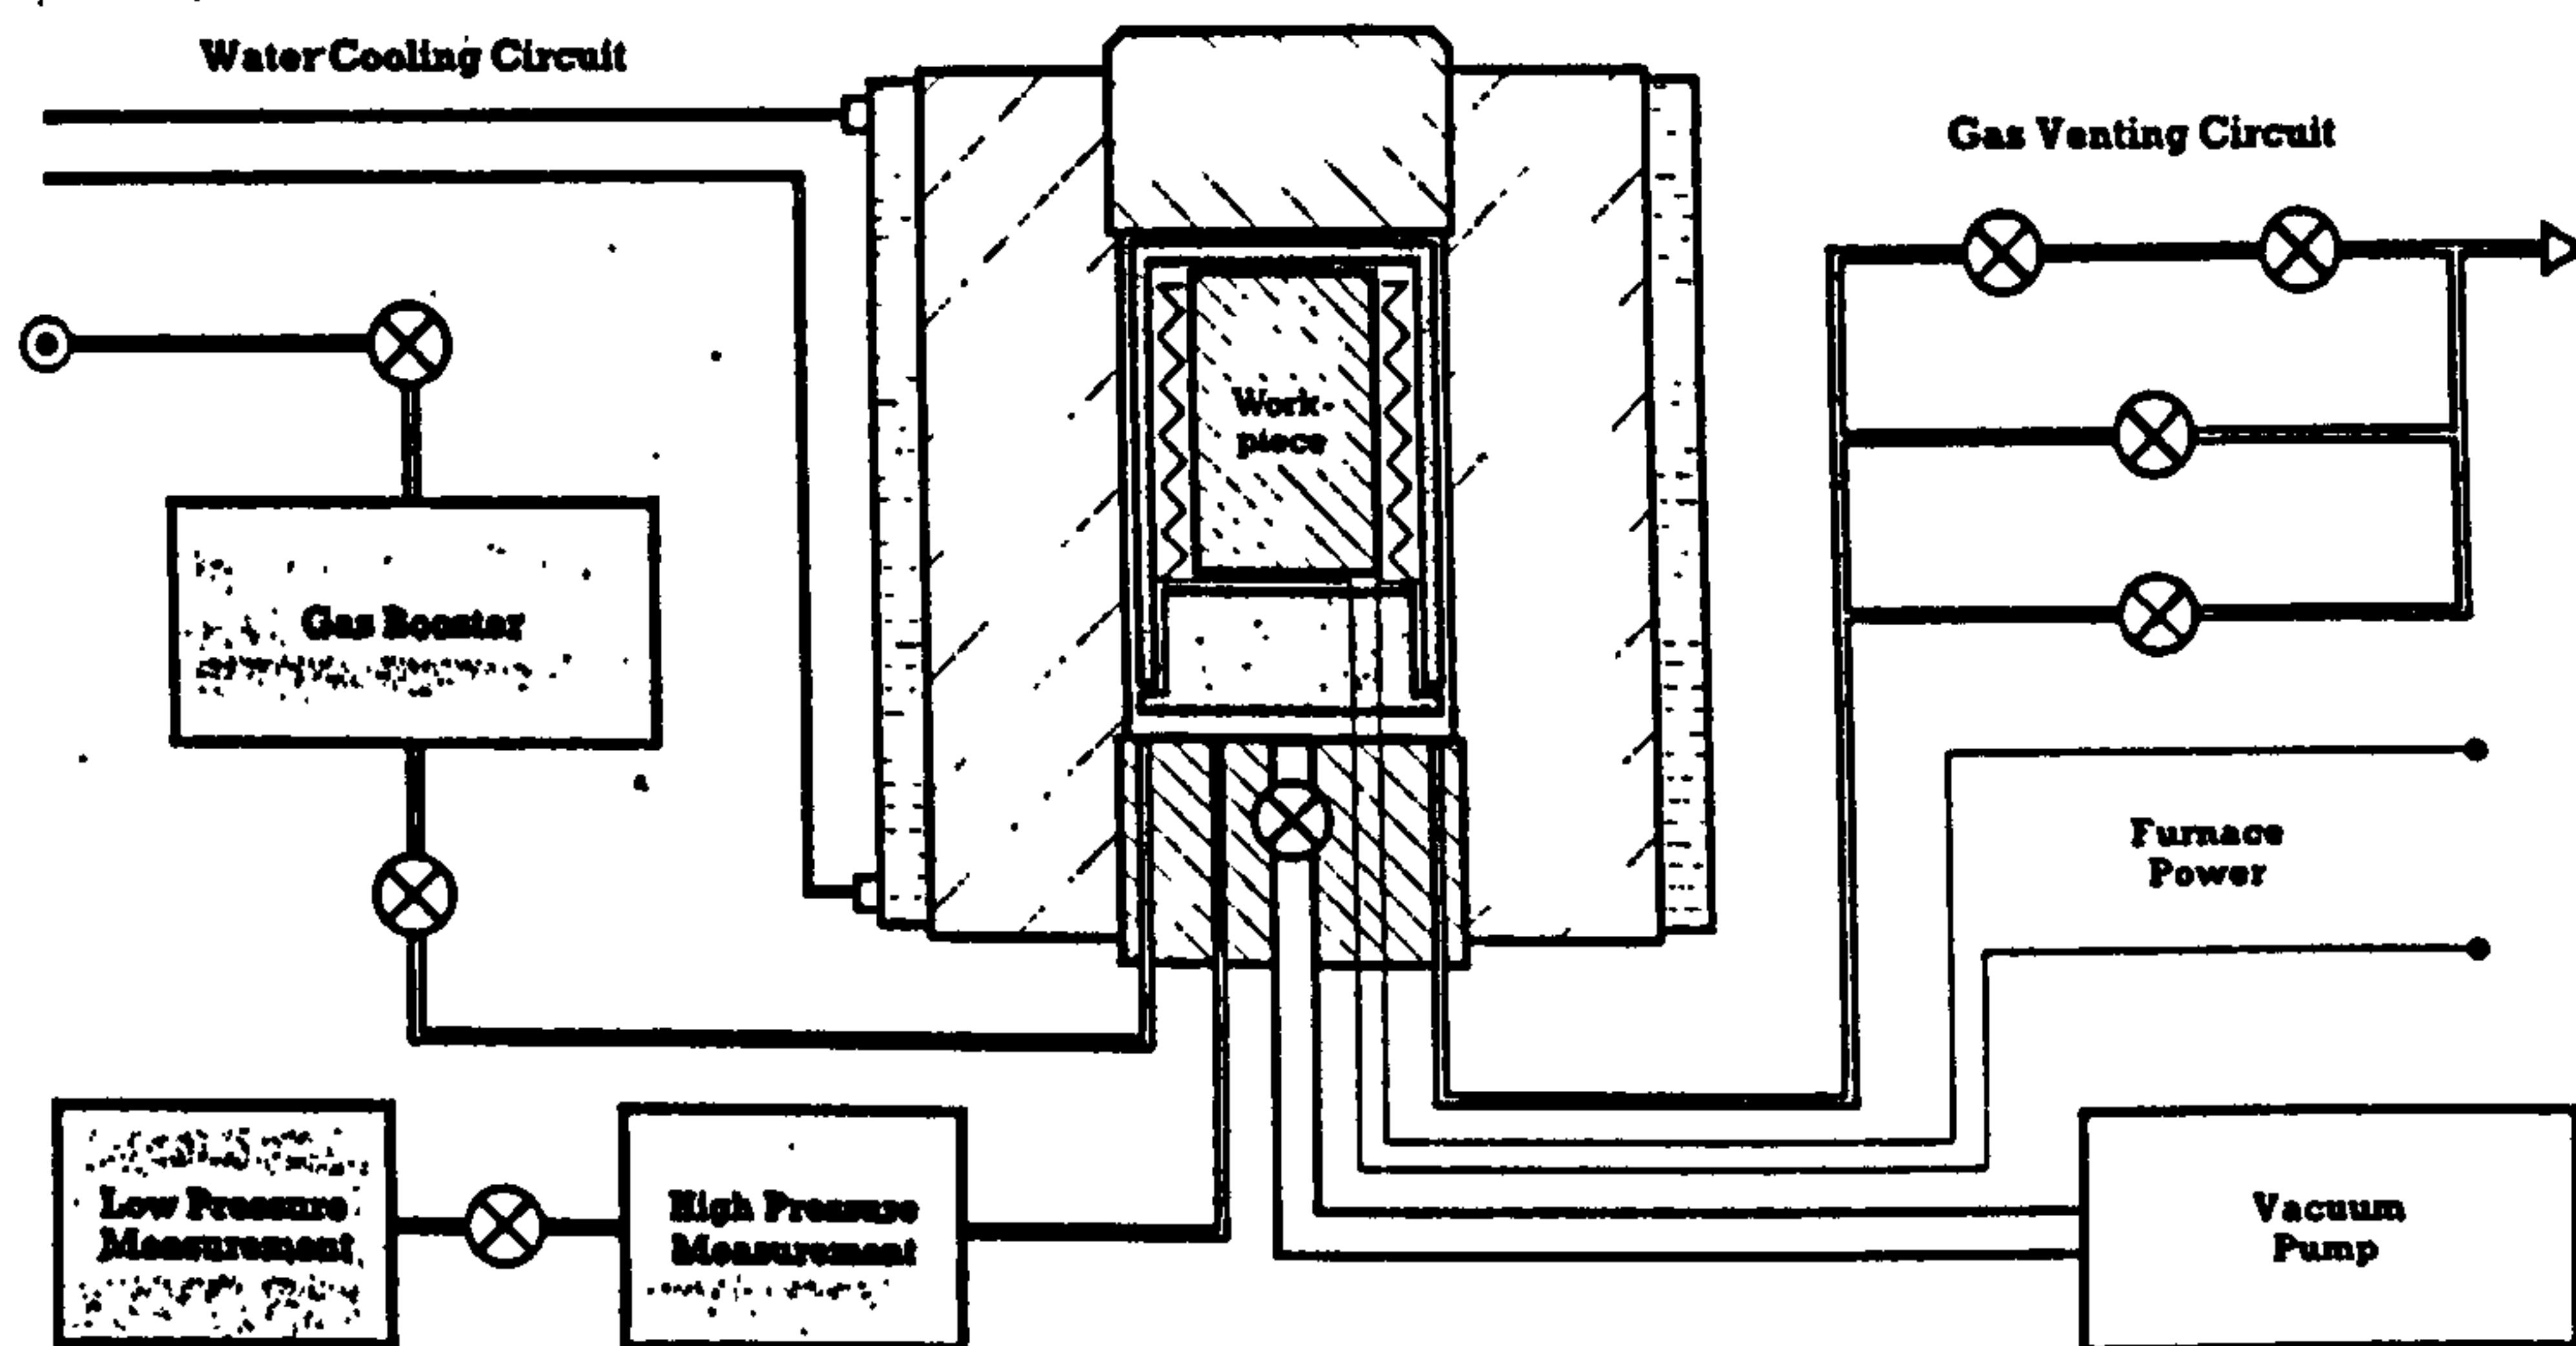 Water Cooling Circuit
Gas Venting Circuit
Work-
piece
Gas Booster
Furnace
Power
Low Pressure
Measurement
High Pressure
Measurement
Vacuum
Pump